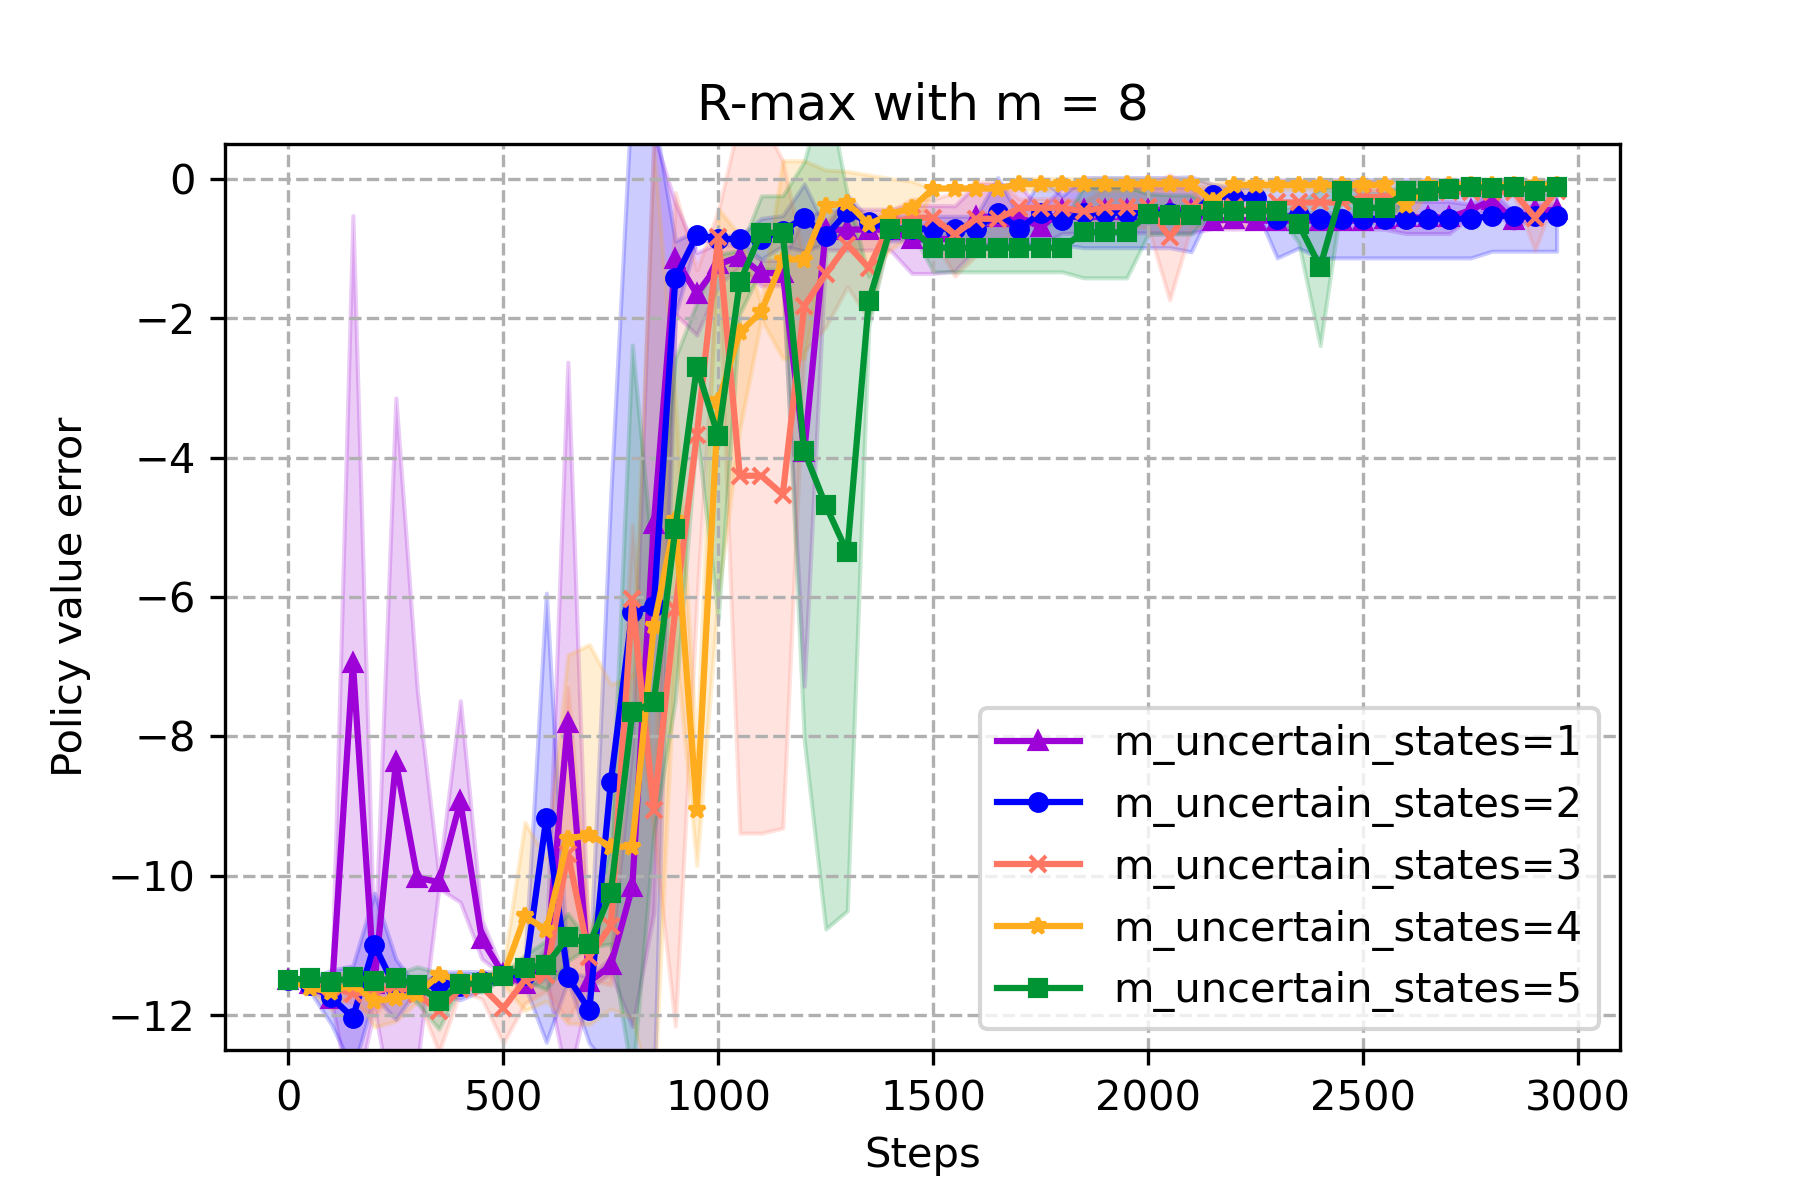 R-max with m = 8
Policy value error
0
−2
−4
−6
−8
−10
−12
m_uncertain_states=1
m_uncertain_states=2
m_uncertain_states=3
m_uncertain_states=4
m_uncertain_states=5
0 500 1000 1500 2000 2500 3000
Steps